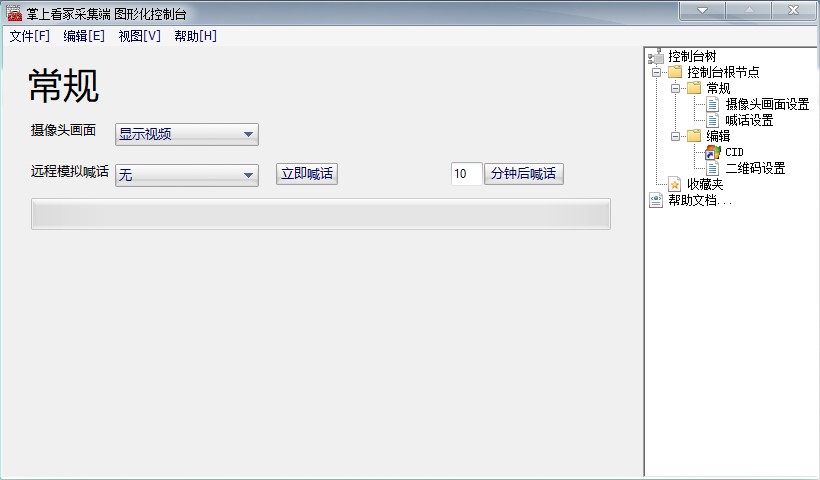 掌上看家采集端 图形化控制台
文件[F] 编辑[E] 视图[V] 帮助[H]
常规
摄像头画面 显示视频
远程模拟喊话 无 立即喊话 10 分钟后喊话
控制台树
控制台根节点
常规
摄像头画面设置
喊话设置
编辑
CID
二维码设置
收藏夹
帮助文档...